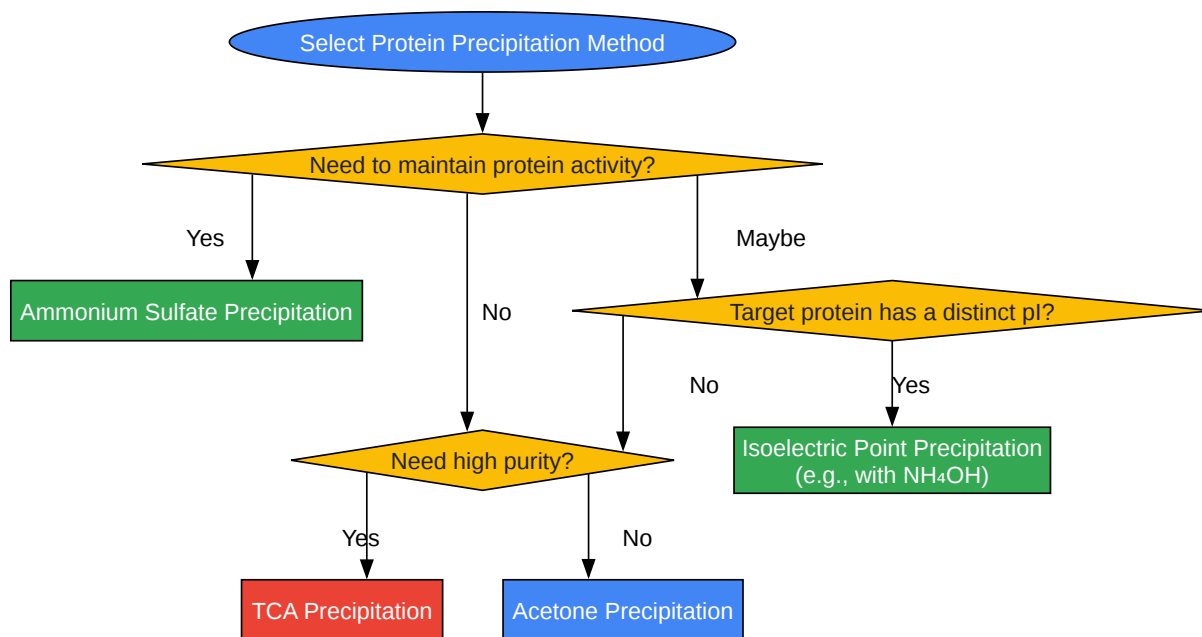 Select Protein Precipitation Method
Need to maintain protein activity?
Yes
Maybe
Ammonium Sulfate Precipitation
No
Target protein has a distinct pI?
No
Yes
Need high purity?
Isoelectric Point Precipitation
(e.g., with NH₄OH)
Yes
No
TCA Precipitation
Acetone Precipitation